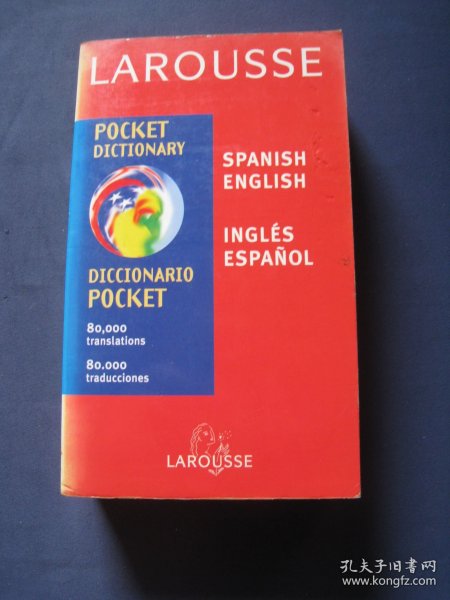 LAROUSSE
POCKET
DICTIONARY
DICCIONARIO
POCKET
80,000
translations
80.000
traducciones
SPANISH
ENGLISH
INGLÉS
ESPAÑOL
LAROUSSE
孔夫子旧书网
www.kongfz.com